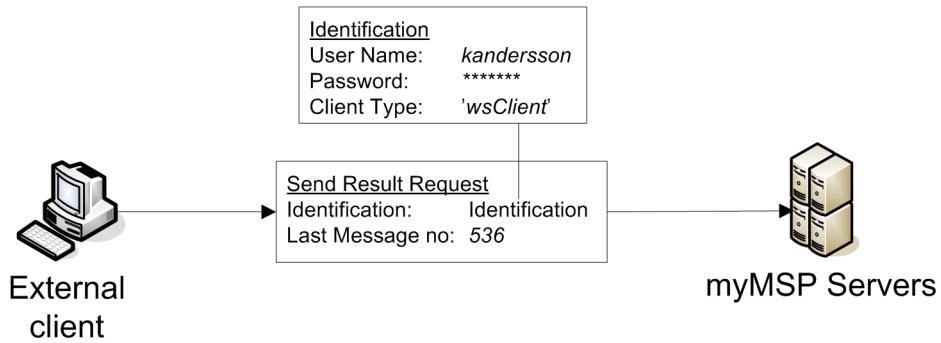 Identification
User Name: kandersson
Password: *******
Client Type: 'wsClient'
Send Result Request
Identification: Identification
Last Message no: 536
External
client
myMSP Servers